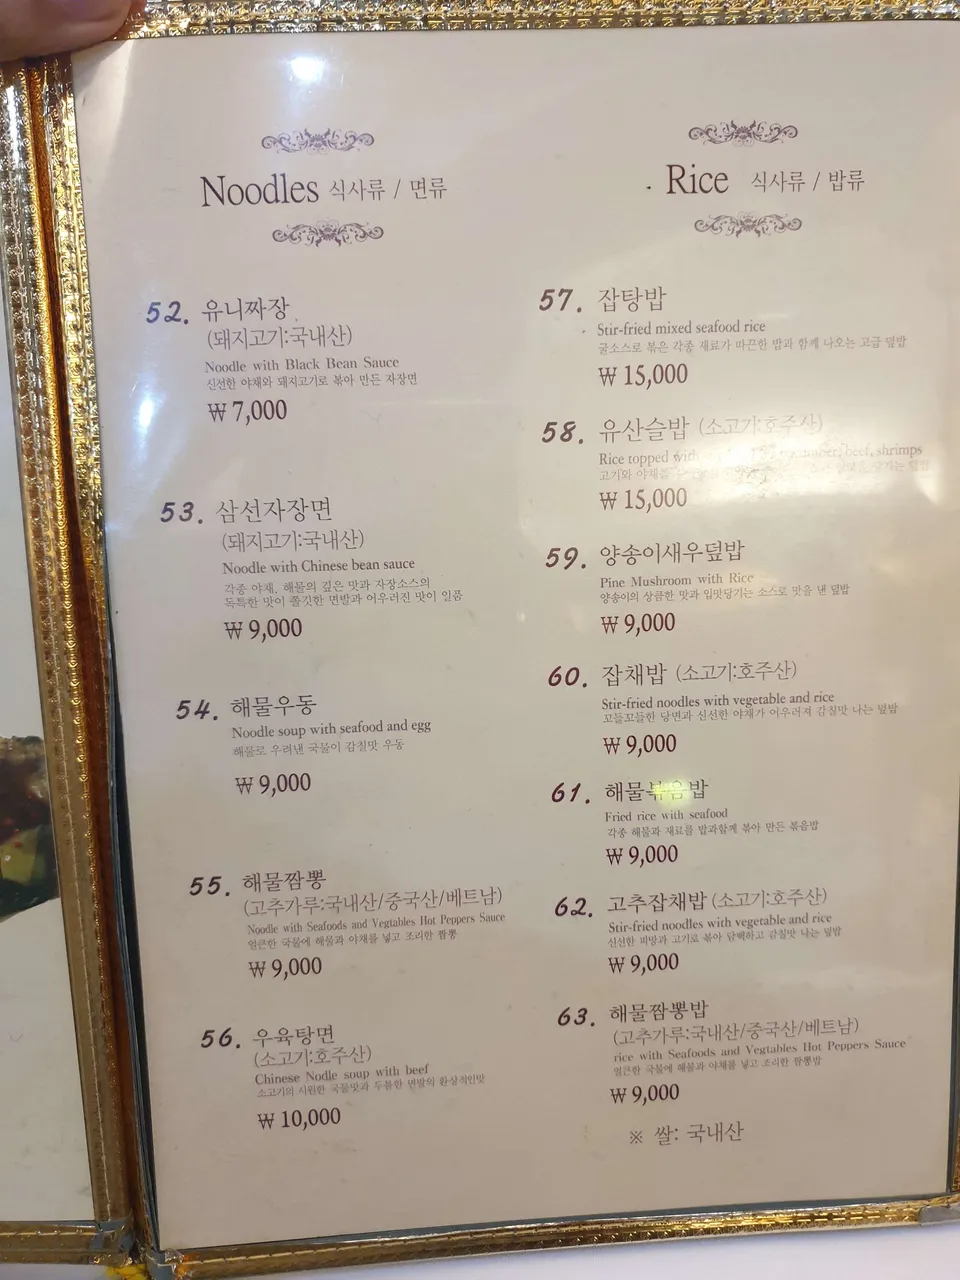 Noodles 식사류 / 면류
52. 유니짜장
(돼지고기:국내산)
Noodle with Black Bean Sauce
신선한 야채와 돼지고기로 볶아 만든 자장면
₩ 7,000
53. 삼선자장면
(돼지고기:국내산)
Noodle with Chinese bean sauce
각종 야채, 해물의 깊은 맛과 자장소스의
독특한 맛이 쫄깃한 면발과 어우러진 맛이 일품
₩ 9,000
54. 해물우동
Noodle soup with seafood and egg
해물로 우려낸 국물이 감칠맛 우동
₩ 9,000
55. 해물짬뽕
(고추가루:국내산/중국산/베트남)
Noodle with Seafoods and Vegtables Hot Peppers Sauce
얼큰한 국물에 해물과 야채를 넣고 조리한 짬뽕
₩ 9,000
56. 우육탕면
(소고기:호주산)
Chinese Nodle soup with beef
소고기의 시원한 국물맛과 두툼한 면발의 환상적인맛
₩ 10,000
Rice 식사류 / 밥류
57. 잡탕밥
Stir-fried mixed seafood rice
굴소스로 볶은 각종 재료가 따끈한 밥과 함께 나오는 고급 덮밥
₩ 15,000
58. 유산슬밥 (소고기:호주산)
Rice topped with beef, shrimps
고기와 야채를 덮밥
₩ 15,000
59. 양송이새우덮밥
Pine Mushroom with Rice
양송이의 상큼한 맛과 입맛당기는 소스로 맛을 낸 덮밥
₩ 9,000
60. 잡채밥 (소고기:호주산)
Stir-fried noodles with vegetable and rice
꼬들꼬들한 당면과 신선한 야채가 어우러져 감칠맛 나는 덮밥
₩ 9,000
61. 해물볶음밥
Fried rice with seafood
각종 해물과 재료를 밥과함께 볶아 만든 볶음밥
₩ 9,000
62. 고추잡채밥 (소고기:호주산)
Stir-fried noodles with vegetable and rice
신선한 피망과 고기로 볶아 담백하고 감칠맛 나는 덮밥
₩ 9,000
63. 해물짬뽕밥
(고추가루:국내산/중국산/베트남)
rice with Seafoods and Vegtables Hot Peppers Sauce
얼큰한 국물에 해물과 야채를 넣고 조리한 짬뽕밥
₩ 9,000
※ 쌀: 국내산